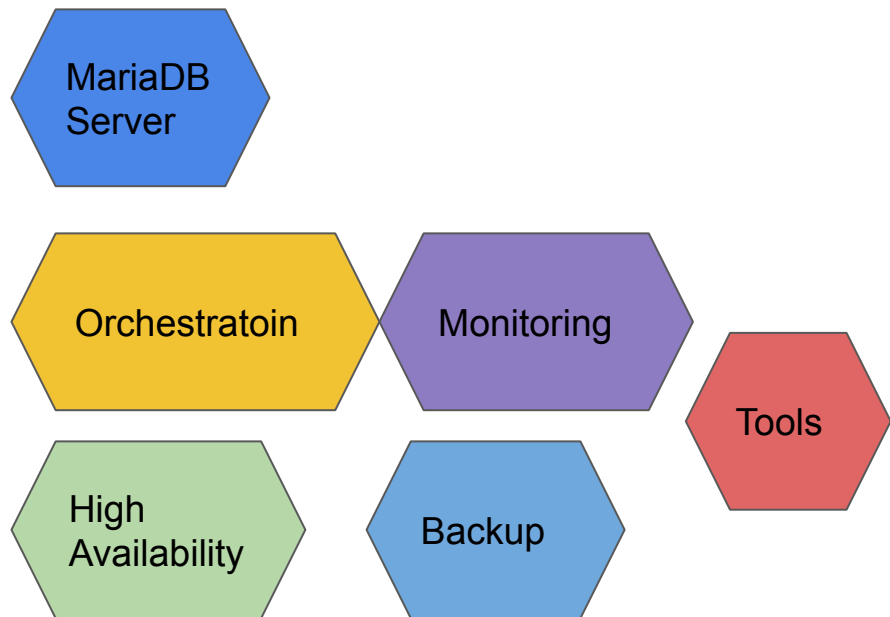 MariaDB
Server
Orchestratoin
Monitoring
Tools
High
Availability
Backup